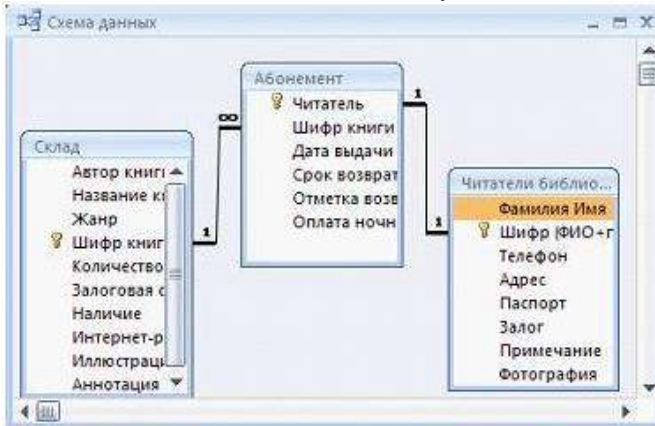 Схема данных
Склад
Автор книги
Название к
Жанр
Шифр книг
Количество
Залоговая с
Наличие
Интернет-р
Иллюстраци
Аннотация
∞
1
Абонемент
Читатель
Шифр книги
Дата выдачи
Срок возврат
Отметка возв
Оплата ночн
1
1
Читатели библио...
Фамилия Имя
Шифр (ФИО+г
Телефон
Адрес
Паспорт
Залог
Примечание
Фотография